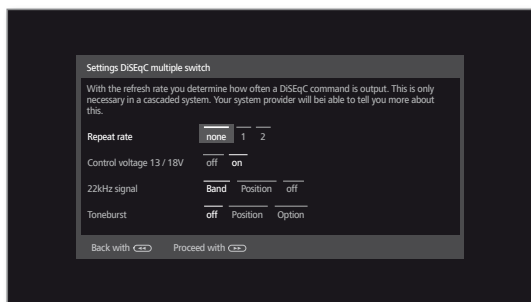 Settings DiSEqC multiple switch
With the refresh rate you determine how often a DiSEqC command is output. This is only
necessary in a cascaded system. Your system provider will bei able to tell you more about
this.
Repeat rate none 1 2
Control voltage 13 / 18V off on
22kHz signal Band Position off
Toneburst off Position Option
Back with Proceed with